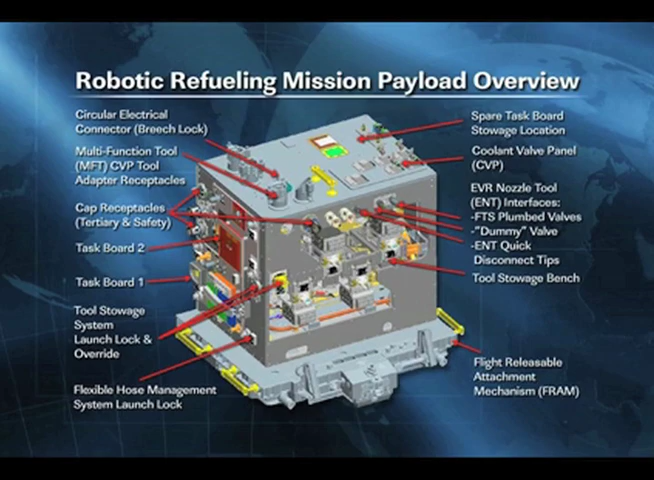 Robotic Refueling Mission Payload Overview
Circular Electrical
Connector (Breech Lock)
Multi-Function Tool
(MFT) CVP Tool
Adapter Receptacles
Cap Receptacles
(Tertiary & Safety)
Task Board 2
Task Board 1
Tool Stowage
System
Launch Lock &
Override
Flexible Hose Management
System Launch Lock
Spare Task Board
Stowage Location
Coolant Valve Panel
(CVP)
EVR Nozzle Tool
(ENT) Interfaces:
-FTS Plumbed Valves
-"Dummy" Valve
-ENT Quick
Disconnect Tips
Tool Stowage Bench
Flight Releasable
Attachment
Mechanism (FRAM)